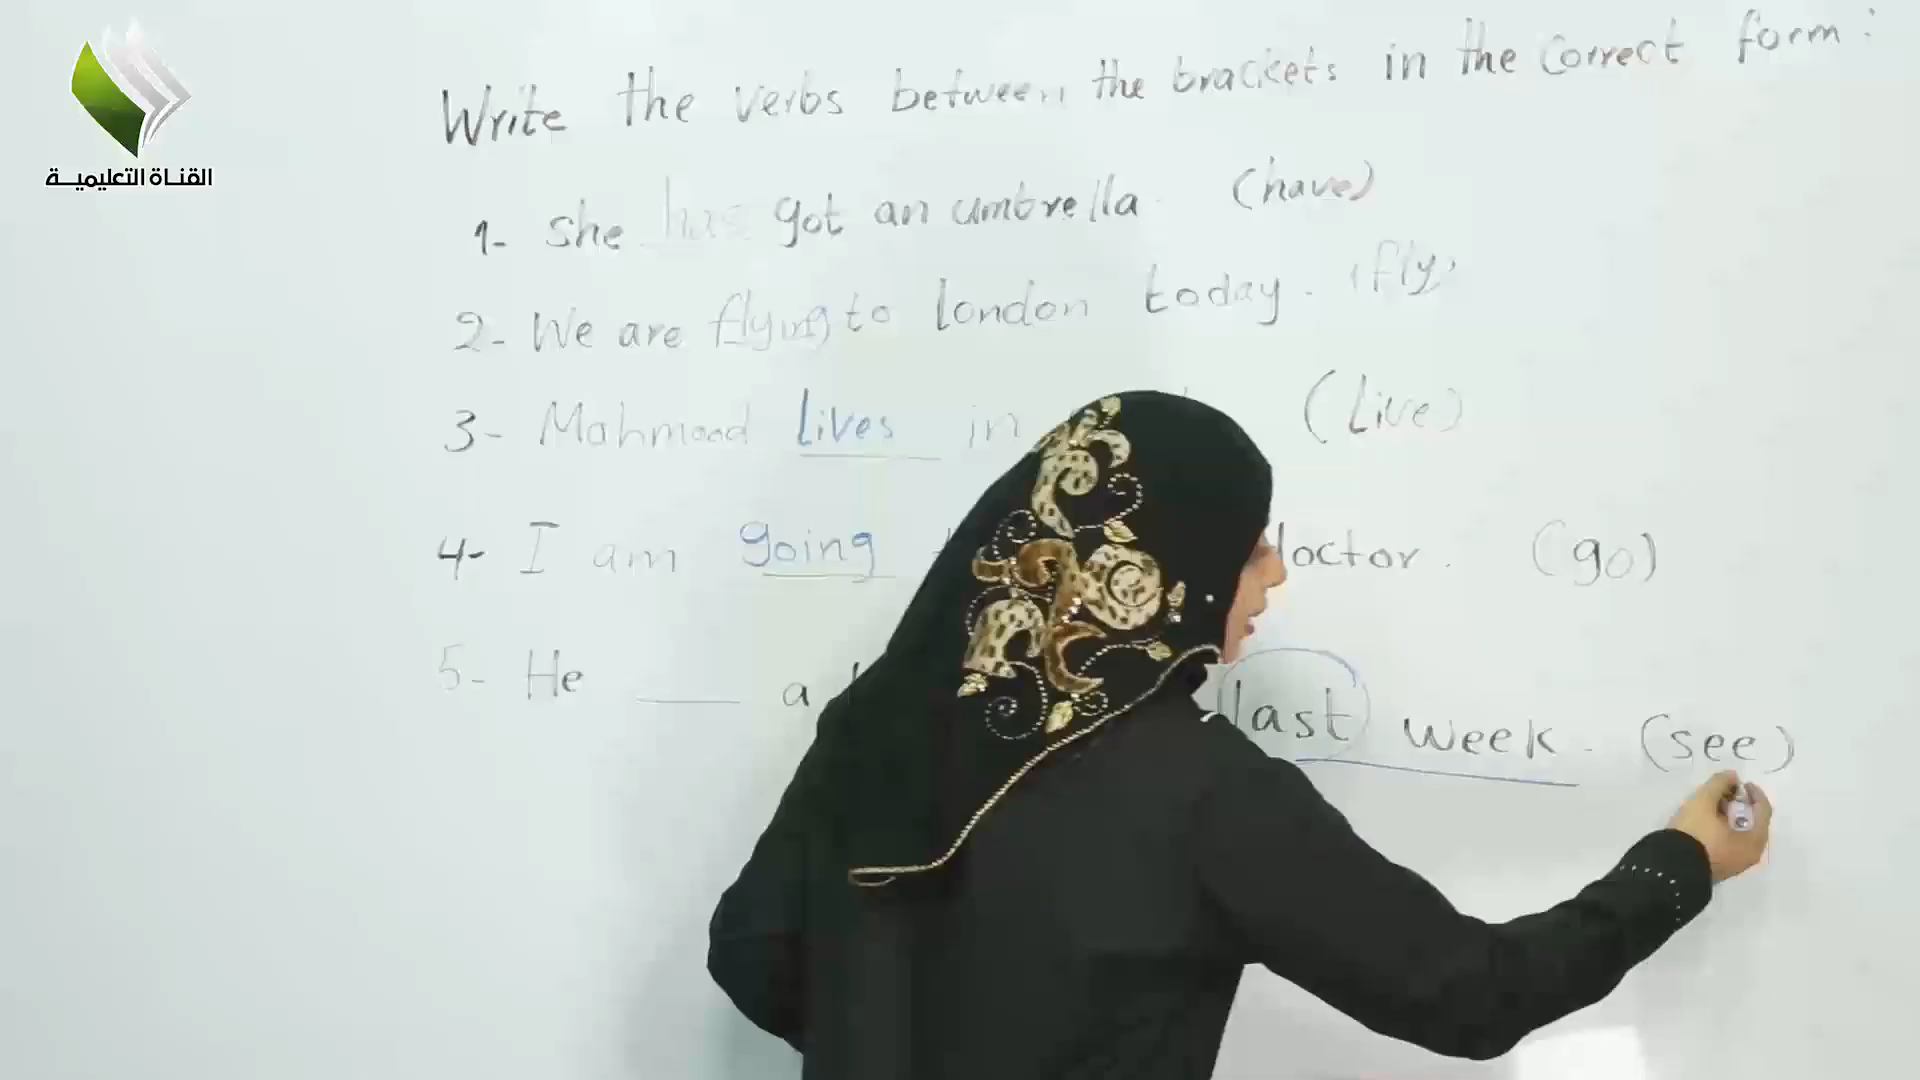 القناة التعليمية
Write the verbs between the brackets in the correct form:
1- She has got an umbrella. (have)
2- We are flying to london today. (fly)
3- Mahmood lives in (Live)
4- I am going doctor. (go)
5- He ___ a last week. (see)